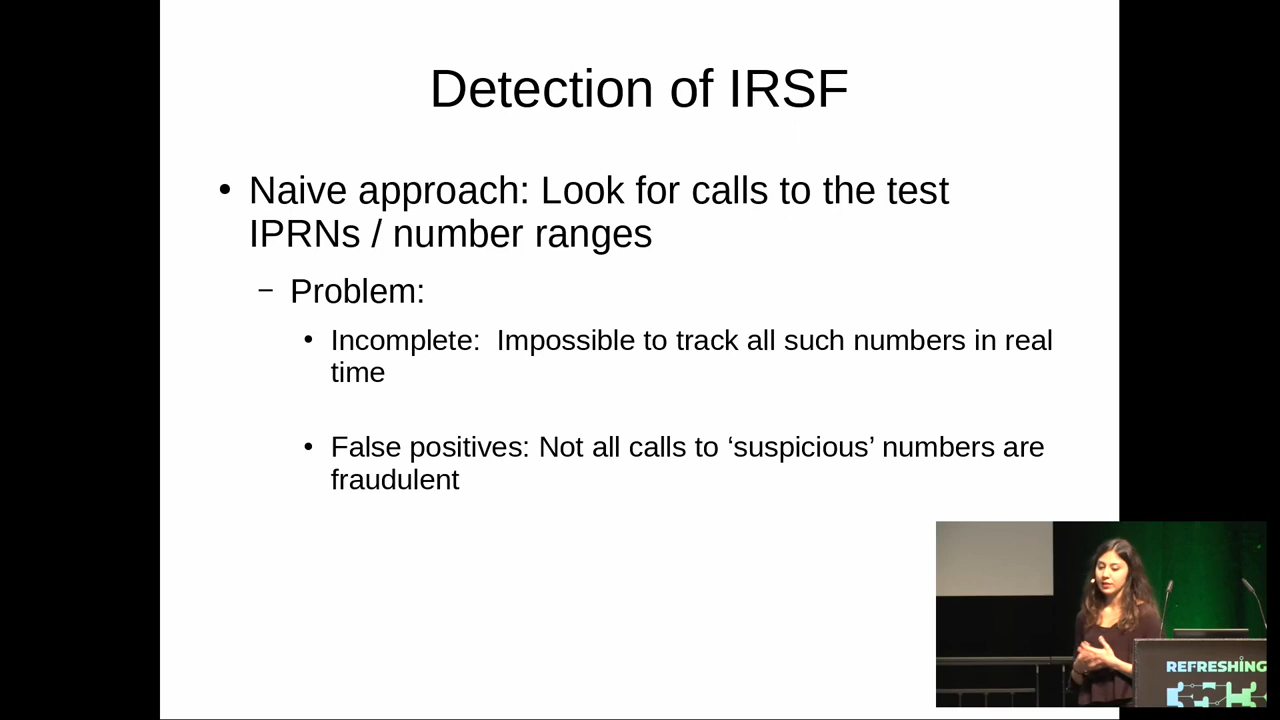 Detection of IRSF
• Naive approach: Look for calls to the test
IPRNs / number ranges
– Problem:
• Incomplete:  Impossible to track all such numbers in real
time
• False positives: Not all calls to ‘suspicious’ numbers are
fraudulent
REFRESHING